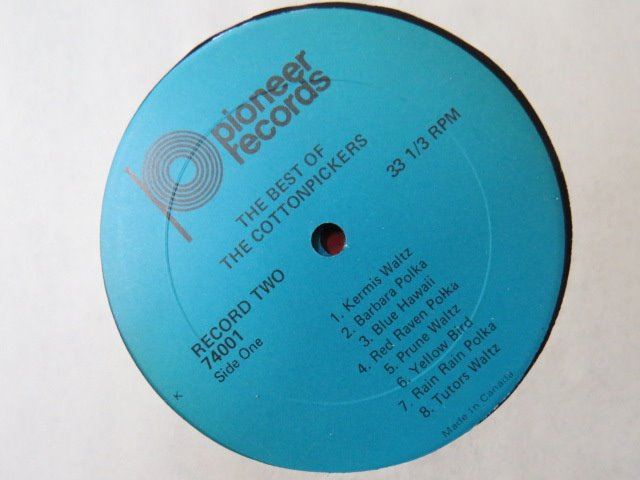 pioneer
records
THE BEST OF
THE COTTONPICKERS
33 1/3 RPM
RECORD TWO
74001
Side One
1. Kermis Waltz
2. Barbara Polka
3. Blue Hawaii
4. Red Raven Polka
5. Prune Waltz
6. Yellow Bird
7. Rain Rain Polka
8. Tutors Waltz
Made in Canada
K